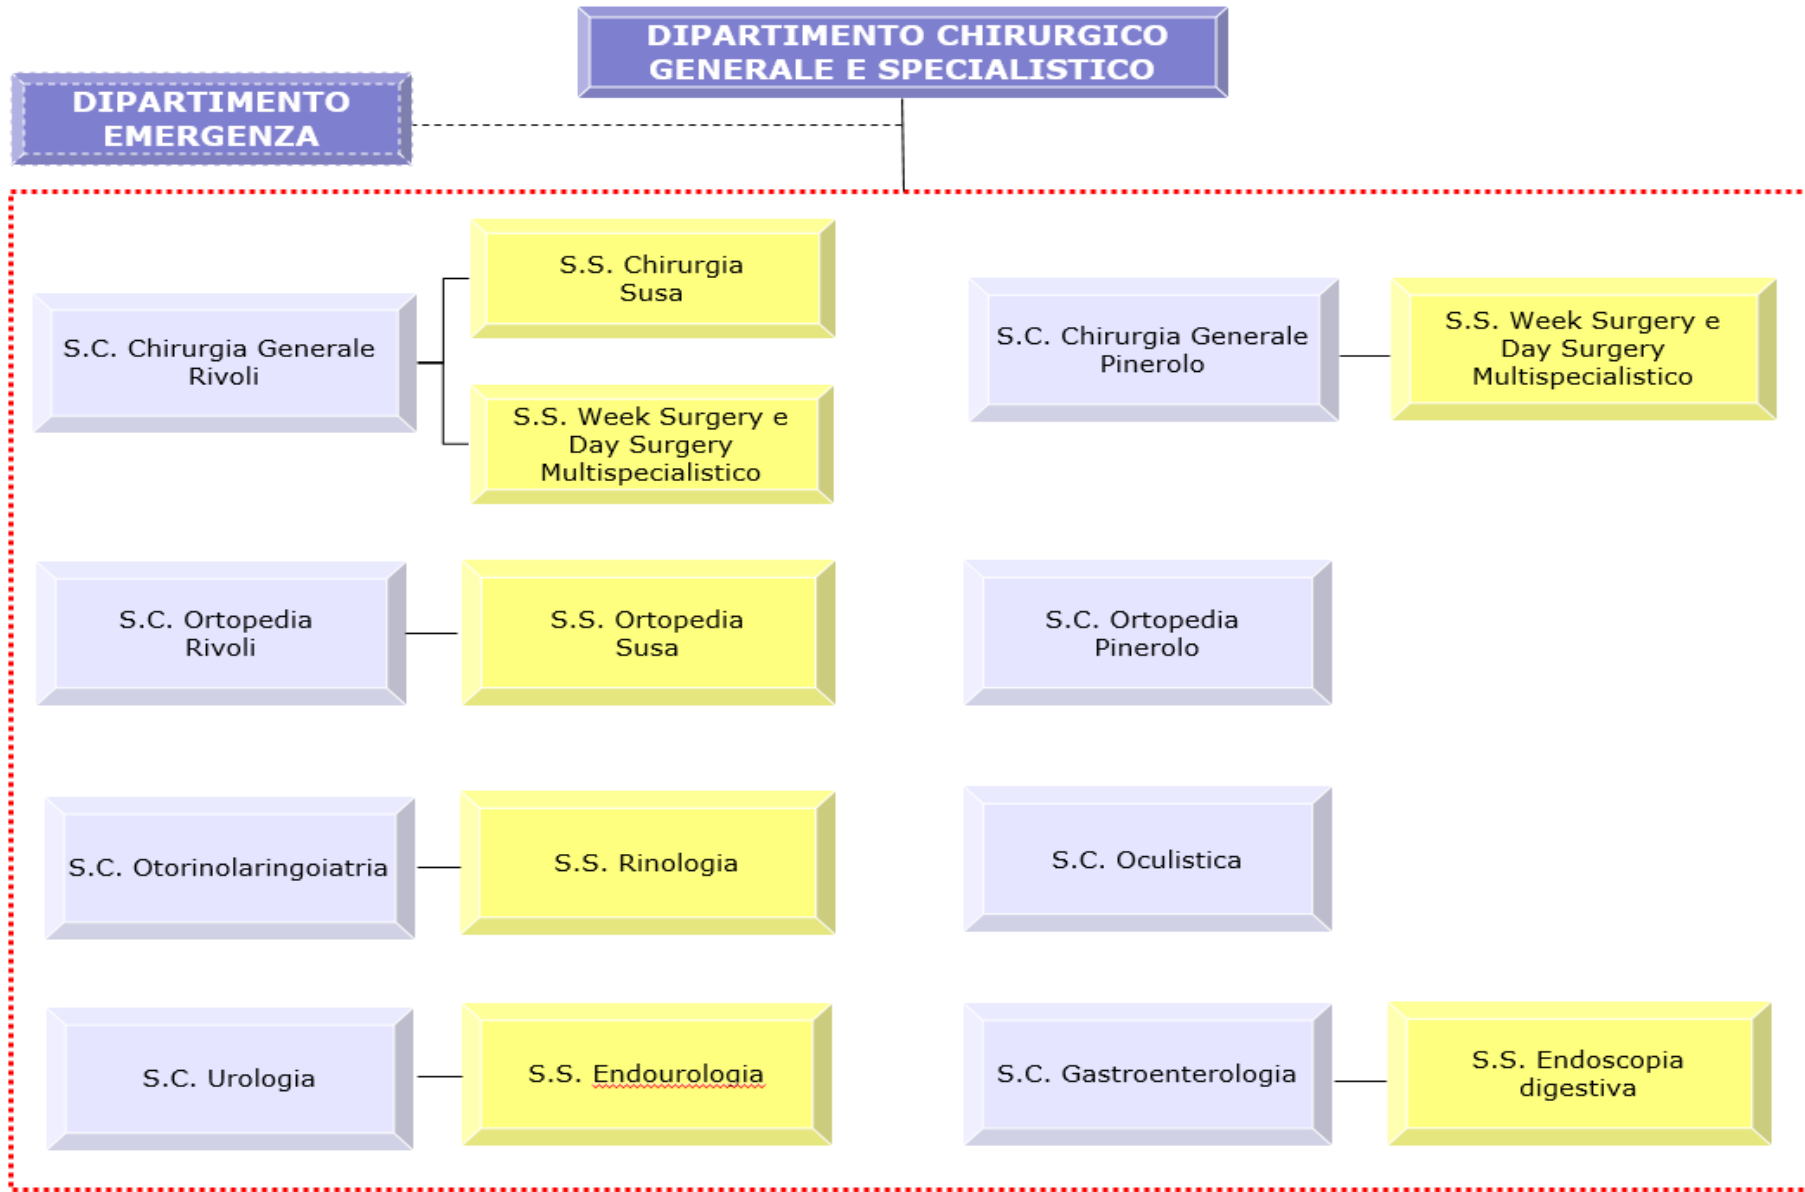 DIPARTIMENTO CHIRURGICO
GENERALE E SPECIALISTICO
DIPARTIMENTO
EMERGENZA
S.C. Chirurgia Generale
Rivoli
S.S. Chirurgia
Susa
S.S. Week Surgery e
Day Surgery
Multispecialistico
S.C. Chirurgia Generale
Pinerolo
S.S. Week Surgery e
Day Surgery
Multispecialistico
S.C. Ortopedia
Rivoli
S.S. Ortopedia
Susa
S.C. Ortopedia
Pinerolo
S.C. Otorinolaringoiatria
S.S. Rinologia
S.C. Oculistica
S.C. Urologia
S.S. Endourologia
S.C. Gastroenterologia
S.S. Endoscopia
digestiva